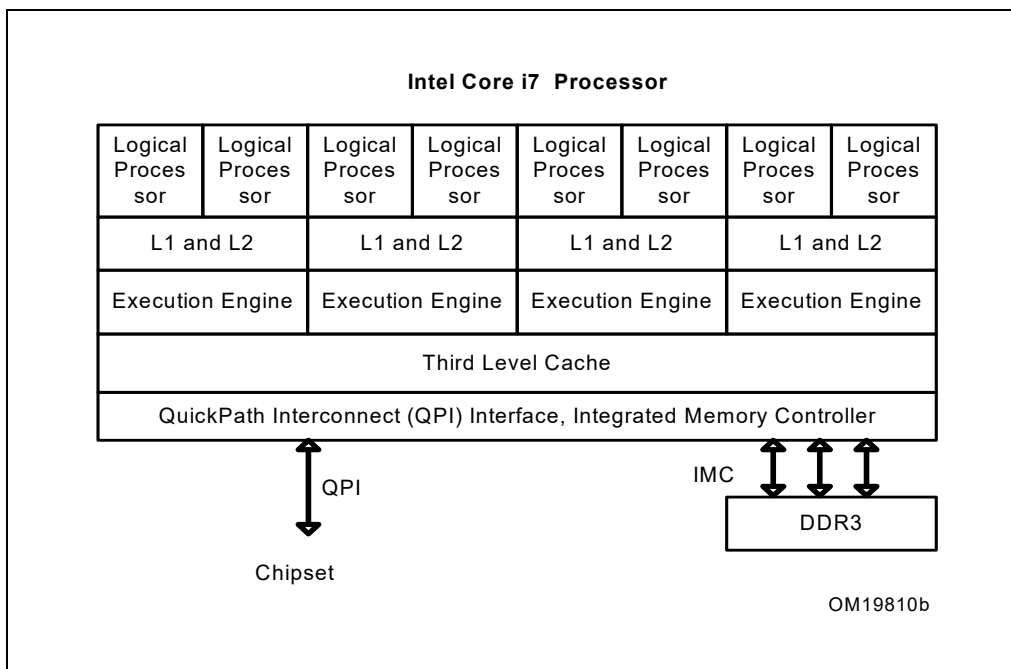 Intel Core i7 Processor
Logical Logical Logical Logical Logical Logical Logical Logical
Proces Proces Proces Proces Proces Proces Proces Proces
sor sor sor sor sor sor sor sor
L1 and L2 L1 and L2 L1 and L2 L1 and L2
Execution Engine Execution Engine Execution Engine Execution Engine
Third Level Cache
QuickPath Interconnect (QPI) Interface, Integrated Memory Controller
QPI
IMC
DDR3
Chipset
OM19810b